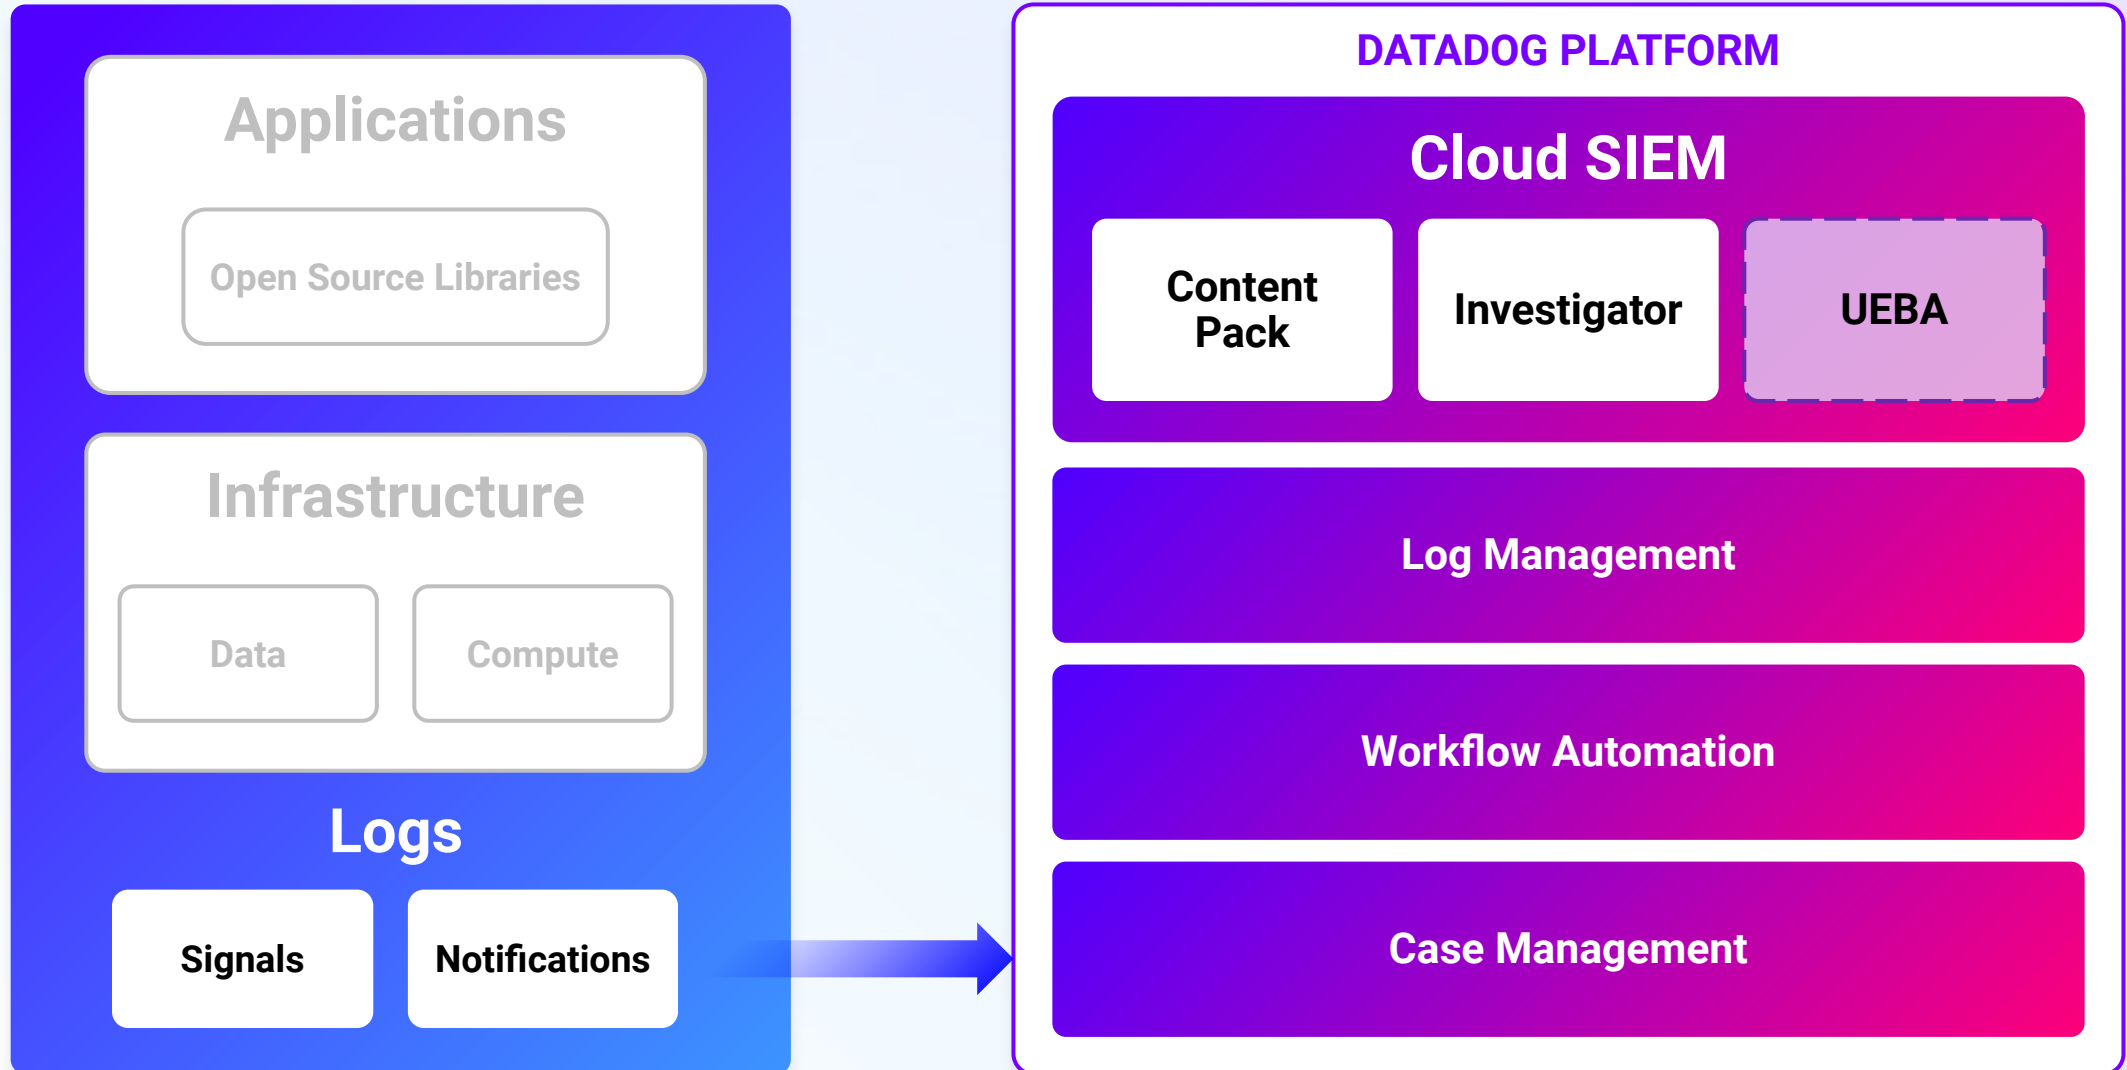 Applications
Open Source Libraries
Infrastructure
Data
Compute
Logs
Signals
Notifications
DATADOG PLATFORM
Cloud SIEM
Content
Pack
Investigator
UEBA
Log Management
Workflow Automation
Case Management